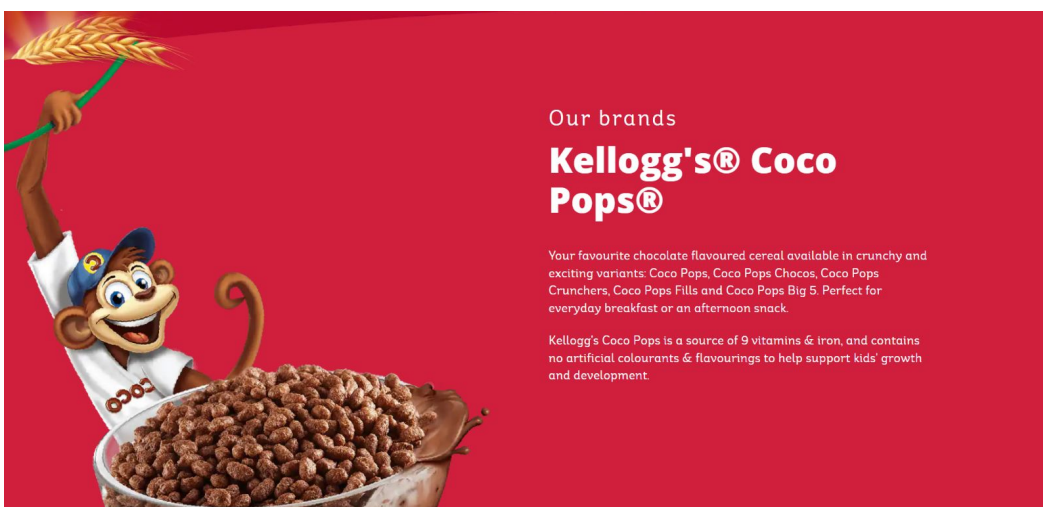 Our brands
Kellogg's® Coco
Pops®
Your favourite chocolate flavoured cereal available in crunchy and
exciting variants: Coco Pops, Coco Pops Chocos, Coco Pops
Crunchers, Coco Pops Fills and Coco Pops Big 5. Perfect for
everyday breakfast or an afternoon snack.
Kellogg's Coco Pops is a source of 9 vitamins & iron, and contains
no artificial colourants & flavourings to help support kids' growth
and development.
COCO